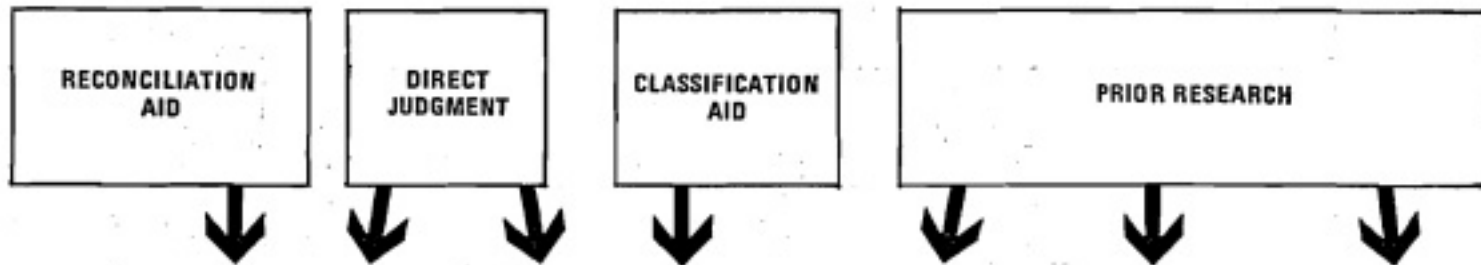 RECONCILIATION
AID
DIRECT
JUDGMENT
CLASSIFICATION
AID
PRIOR RESEARCH